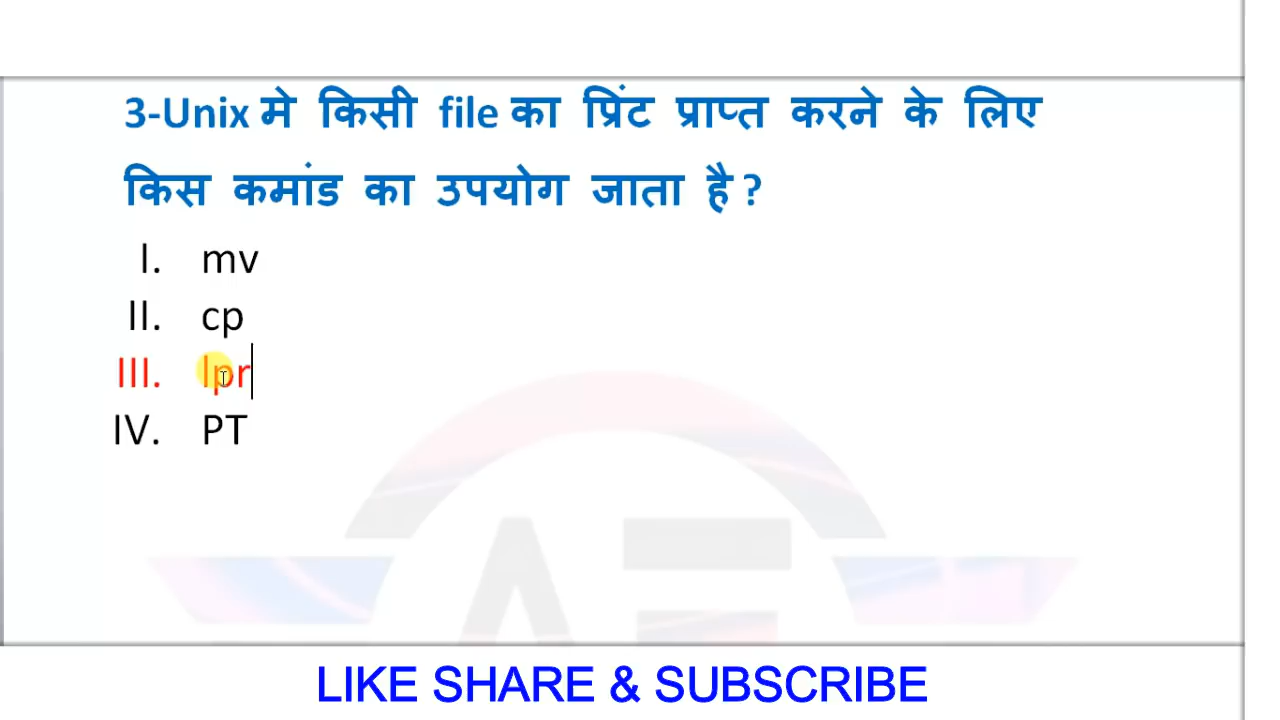 3-Unix मे किसी file का प्रिंट प्राप्त करने के लिए
किस कमांड का उपयोग जाता है ?
I. mv
II. cp
III. lpr
IV. PT
LIKE SHARE & SUBSCRIBE